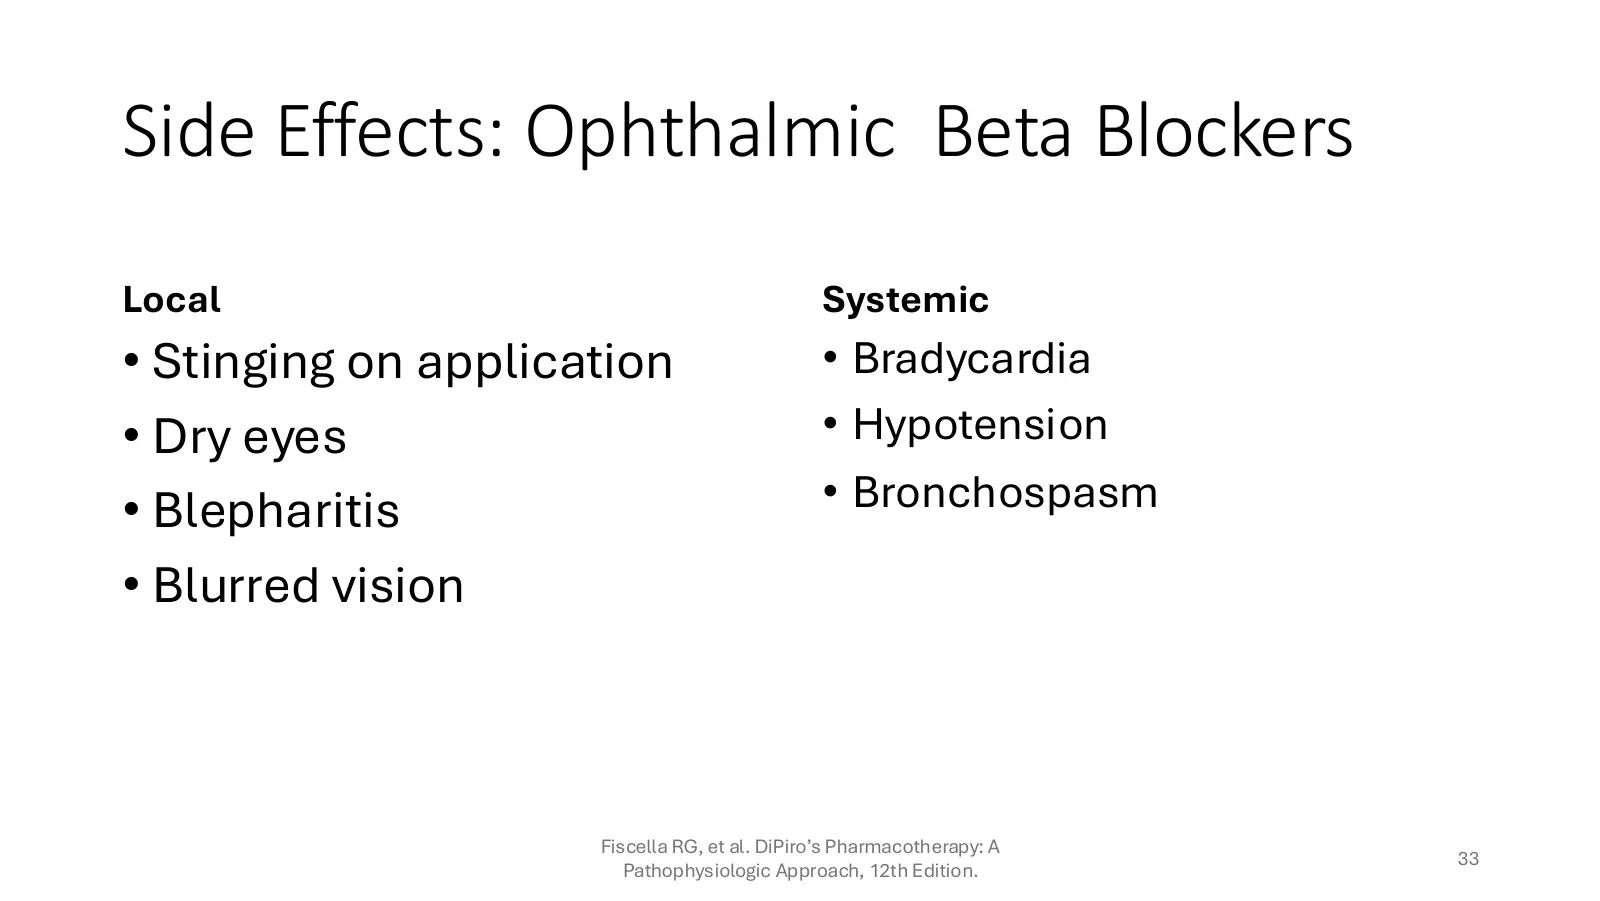 Side Effects: Ophthalmic  Beta Blockers
Local
• Stinging on application
• Dry eyes
• Blepharitis
• Blurred vision
Systemic
• Bradycardia
• Hypotension
• Bronchospasm
Fiscella RG, et al. DiPiro’s Pharmacotherapy: A
Pathophysiologic Approach, 12th Edition.
33